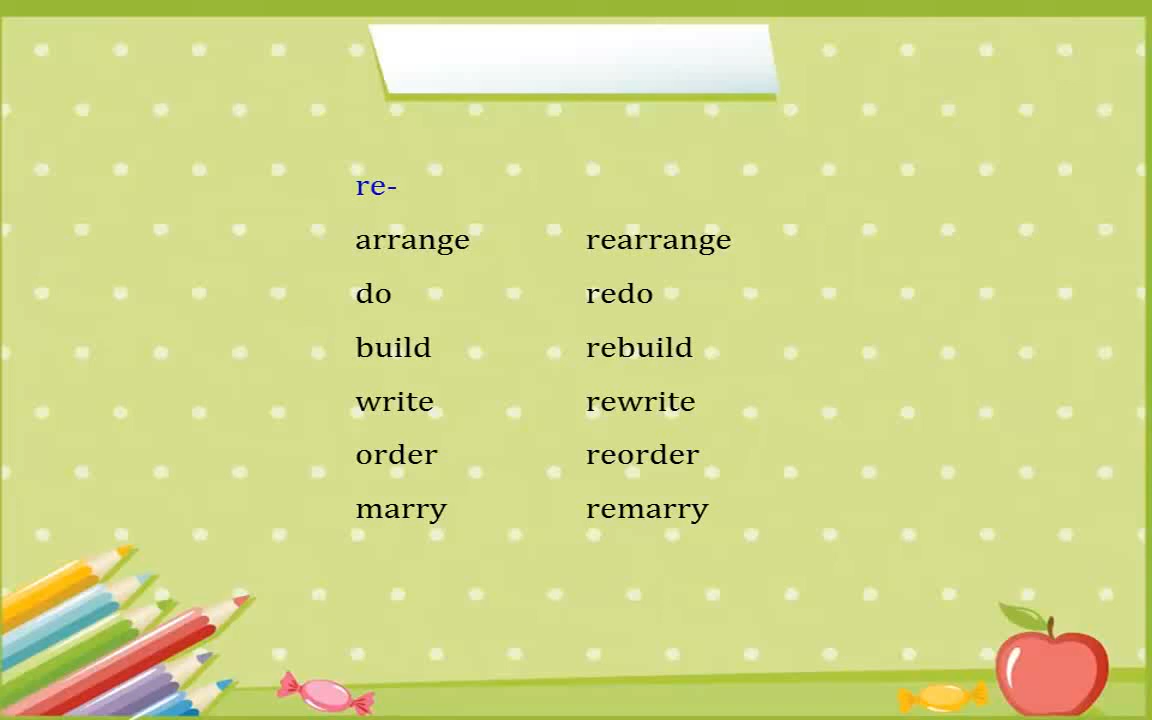 re-
arrange rearrange
do redo
build rebuild
write rewrite
order reorder
marry remarry